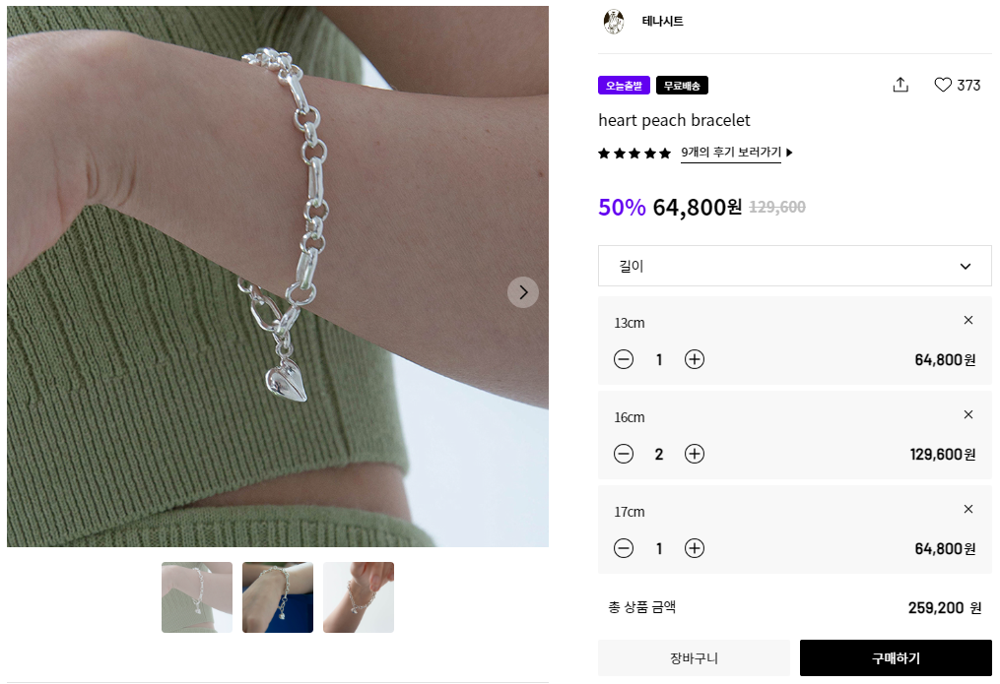 테나시트
오늘출발 무료배송
373
heart peach bracelet
9개의 후기 보러가기
50% 64,800원 129,600
길이
13cm
1 64,800원
16cm
2 129,600원
17cm
1 64,800원
총 상품 금액 259,200 원
장바구니 구매하기